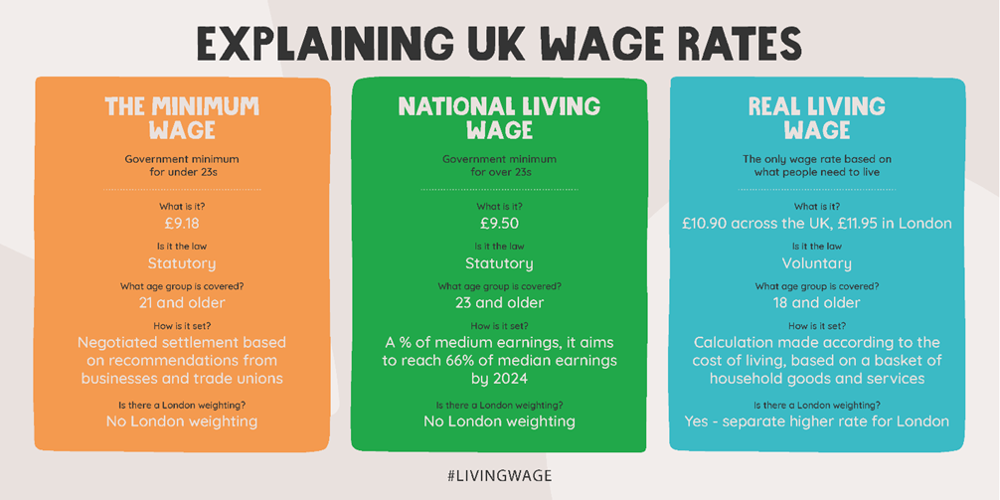 EXPLAINING UK WAGE RATES
THE MINIMUM
WAGE
Government minimum
for under 23s
What is it?
£9.18
Is it the law
Statutory
What age group is covered?
21 and older
How is it set?
Negotiated settlement based
on recommendations from
businesses and trade unions
Is there a London weighting?
No London weighting
NATIONAL LIVING
WAGE
Government minimum
for over 23s
What is it?
£9.50
Is it the law
Statutory
What age group is covered?
23 and older
How is it set?
A % of medium earnings, it aims
to reach 66% of median earnings
by 2024
Is there a London weighting?
No London weighting
REAL LIVING
WAGE
The only wage rate based on
what people need to live
What is it?
£10.90 across the UK, £11.95 in London
Is it the law
Voluntary
What age group is covered?
18 and older
How is it set?
Calculation made according to the
cost of living, based on a basket of
household goods and services
Is there a London weighting?
Yes - separate higher rate for London
#LIVINGWAGE